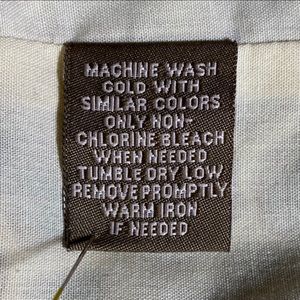 MACHINE WASH
COLD WITH
SIMILAR COLORS
ONLY NON-
CHLORINE BLEACH
WHEN NEEDED
TUMBLE DRY LOW
REMOVE PROMPTLY
WARM IRON
IF NEEDED